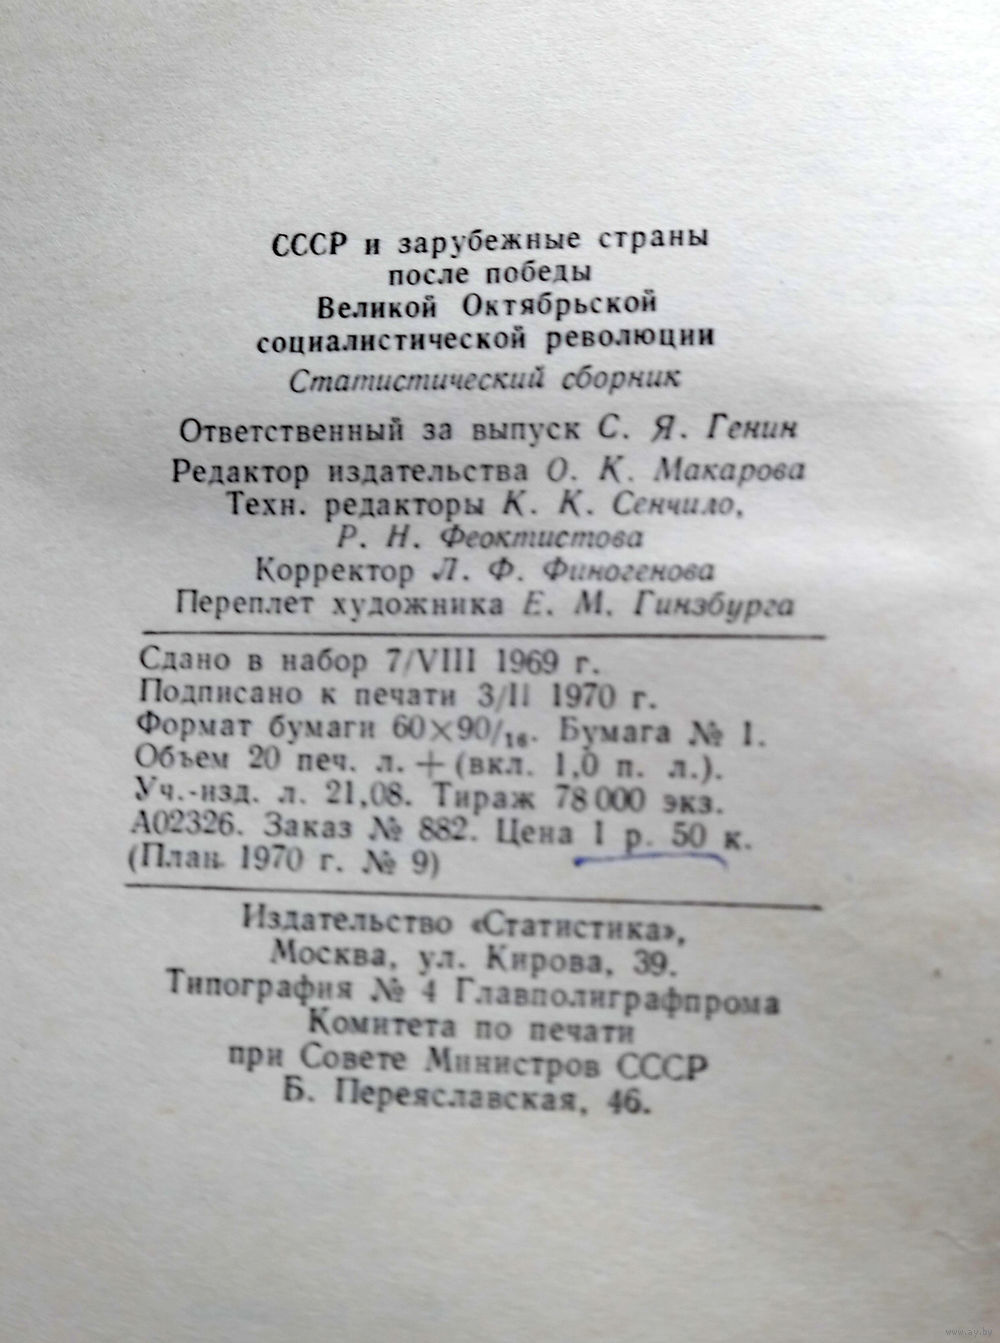 СССР и зарубежные страны
после победы
Великой Октябрьской
социалистической революции
Статистический сборник
Ответственный за выпуск С. Я. Генин
Редактор издательства О. К. Макарова
Техн. редакторы К. К. Сенчило,
Р. Н. Феоктистова
Корректор Л. Ф. Финогенова
Переплет художника Е. М. Гинзбурга
Сдано в набор 7/VIII 1969 г.
Подписано к печати 3/II 1970 г.
Формат бумаги 60×90/16. Бумага № 1.
Объем 20 печ. л.+(вкл. 1,0 п. л.).
Уч.-изд. л. 21,08. Тираж 78 000 экз.
А02326. Заказ № 882. Цена 1 р. 50 к.
(План. 1970 г. № 9)
Издательство «Статистика»,
Москва, ул. Кирова, 39.
Типография № 4 Главполиграфпрома
Комитета по печати
при Совете Министров СССР
Б. Переяславская, 46.
www.ay.by